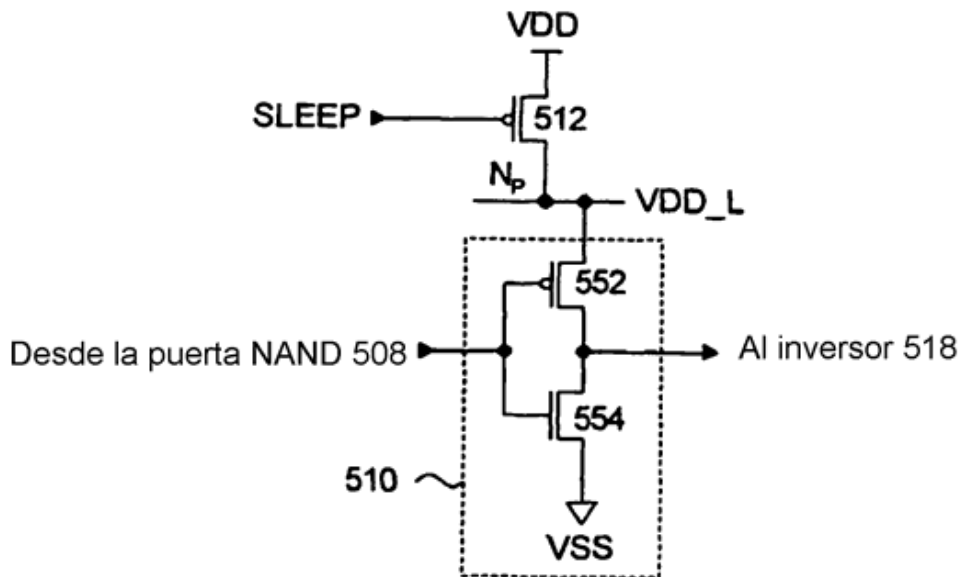 VDD
SLEEP
512
N_P
VDD_L
552
Desde la puerta NAND 508
Al inversor 518
554
510
VSS